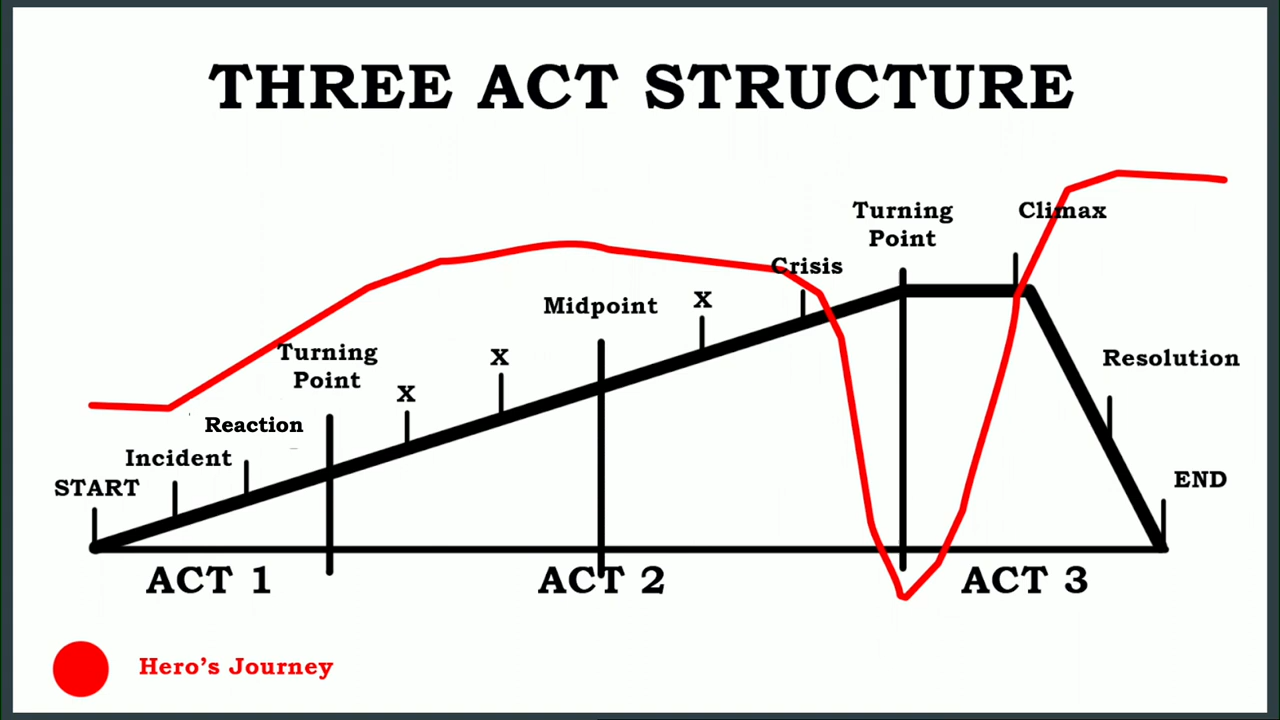 THREE ACT STRUCTURE
START
Incident
Reaction
Turning
Point
X
X
Midpoint
X
Crisis
Turning
Point
Climax
Resolution
END
ACT 1
ACT 2
ACT 3
Hero’s Journey